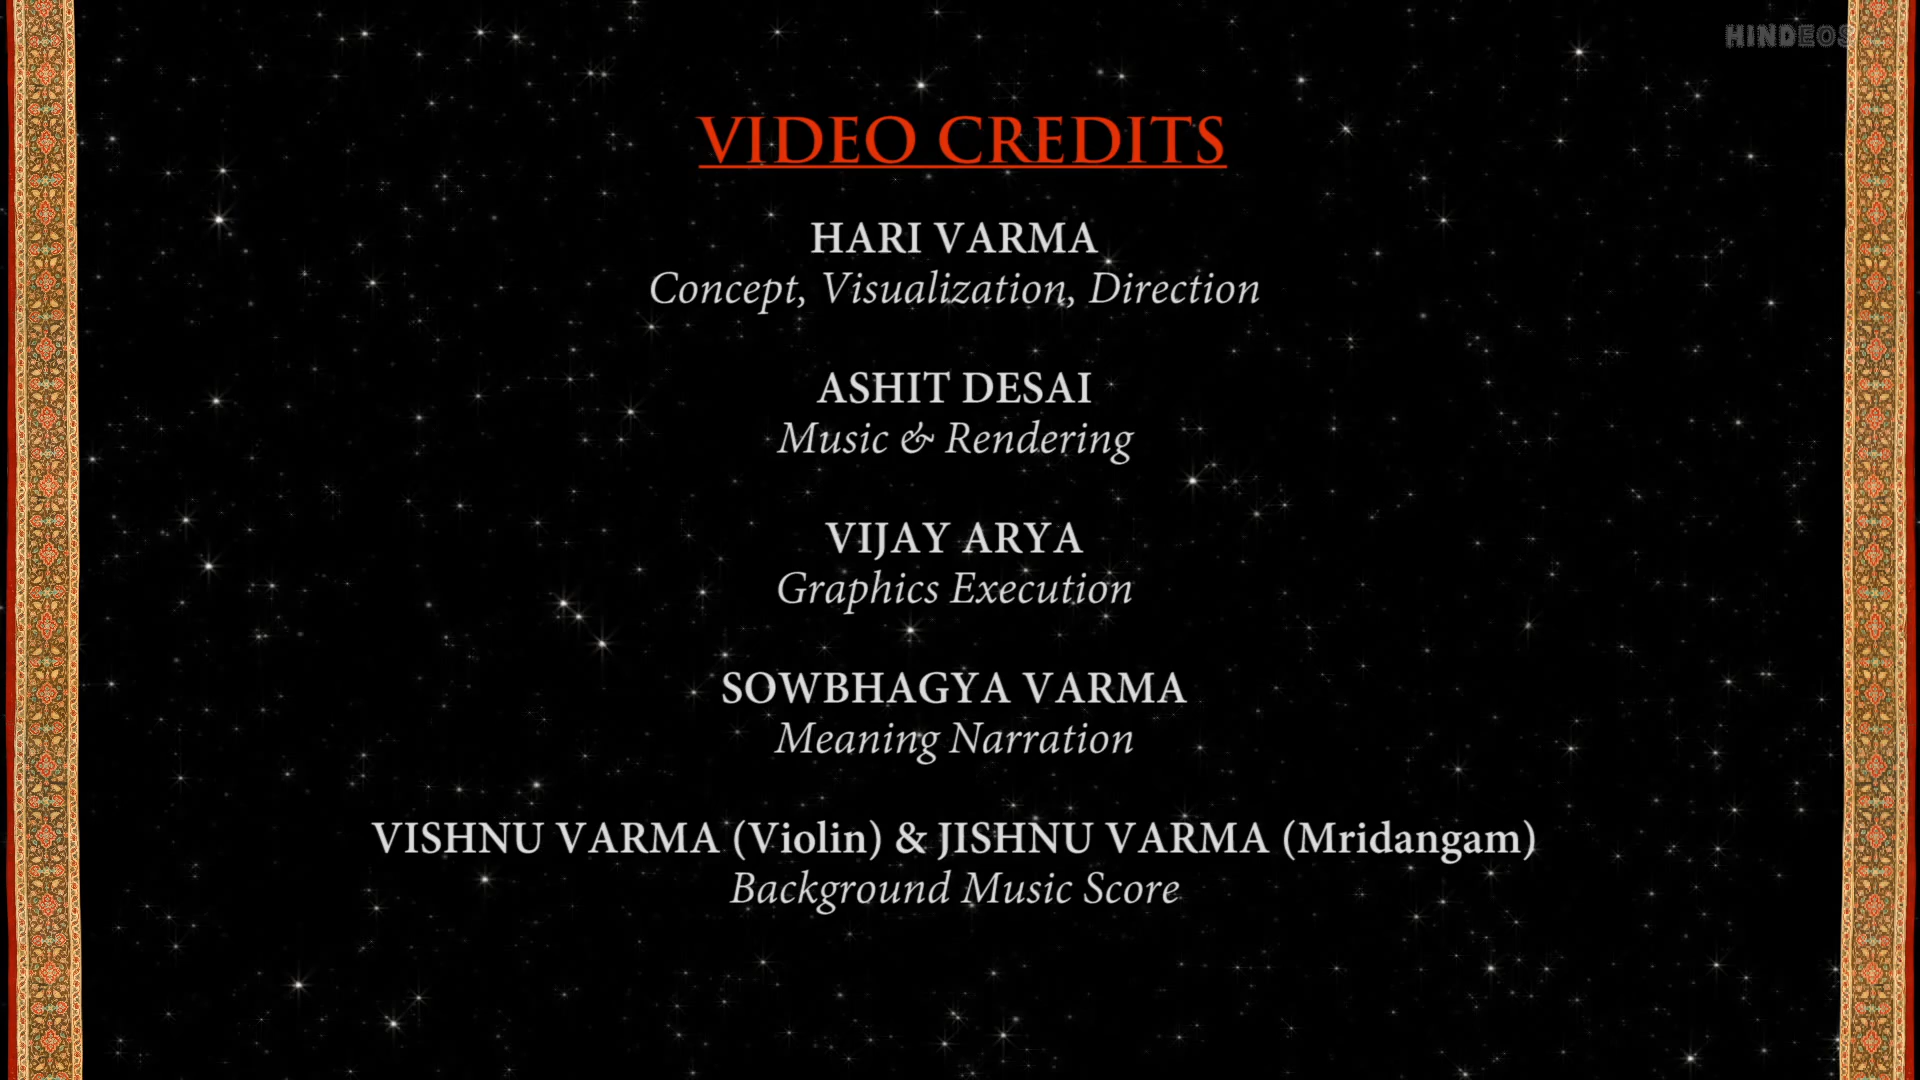 HINDEOS
VIDEO CREDITS
HARI VARMA
Concept, Visualization, Direction
ASHIT DESAI
Music & Rendering
VIJAY ARYA
Graphics Execution
SOWBHAGYA VARMA
Meaning Narration
VISHNU VARMA (Violin) & JISHNU VARMA (Mridangam)
Background Music Score